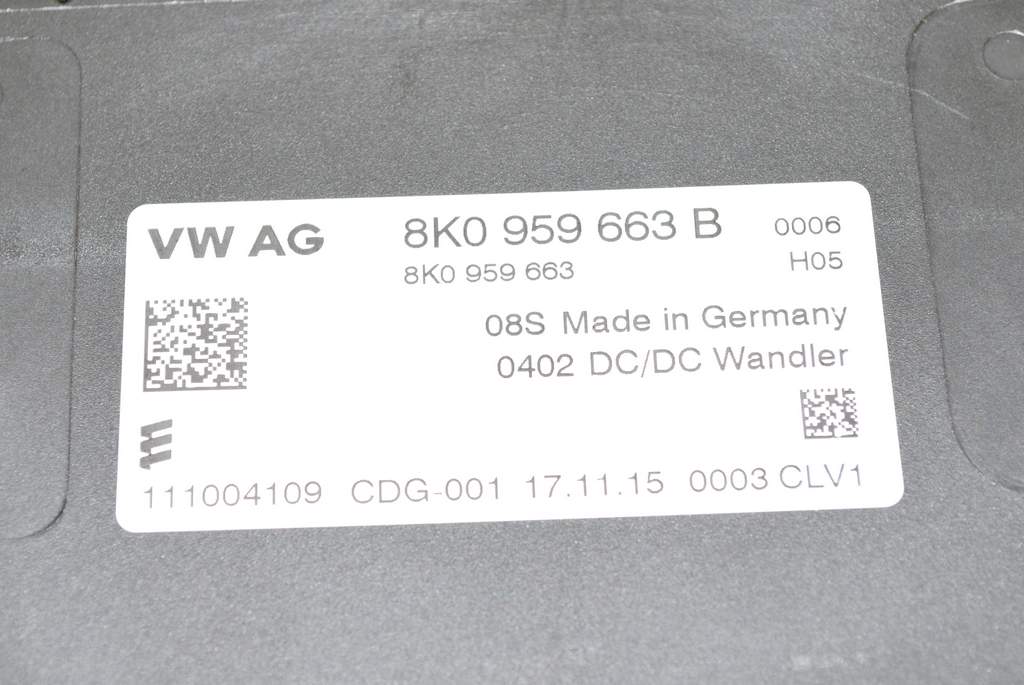 VW AG 8K0 959 663 B 0006
8K0 959 663 H05
08S Made in Germany
0402 DC/DC Wandler
111004109 CDG-001 17.11.15 0003 CLV1